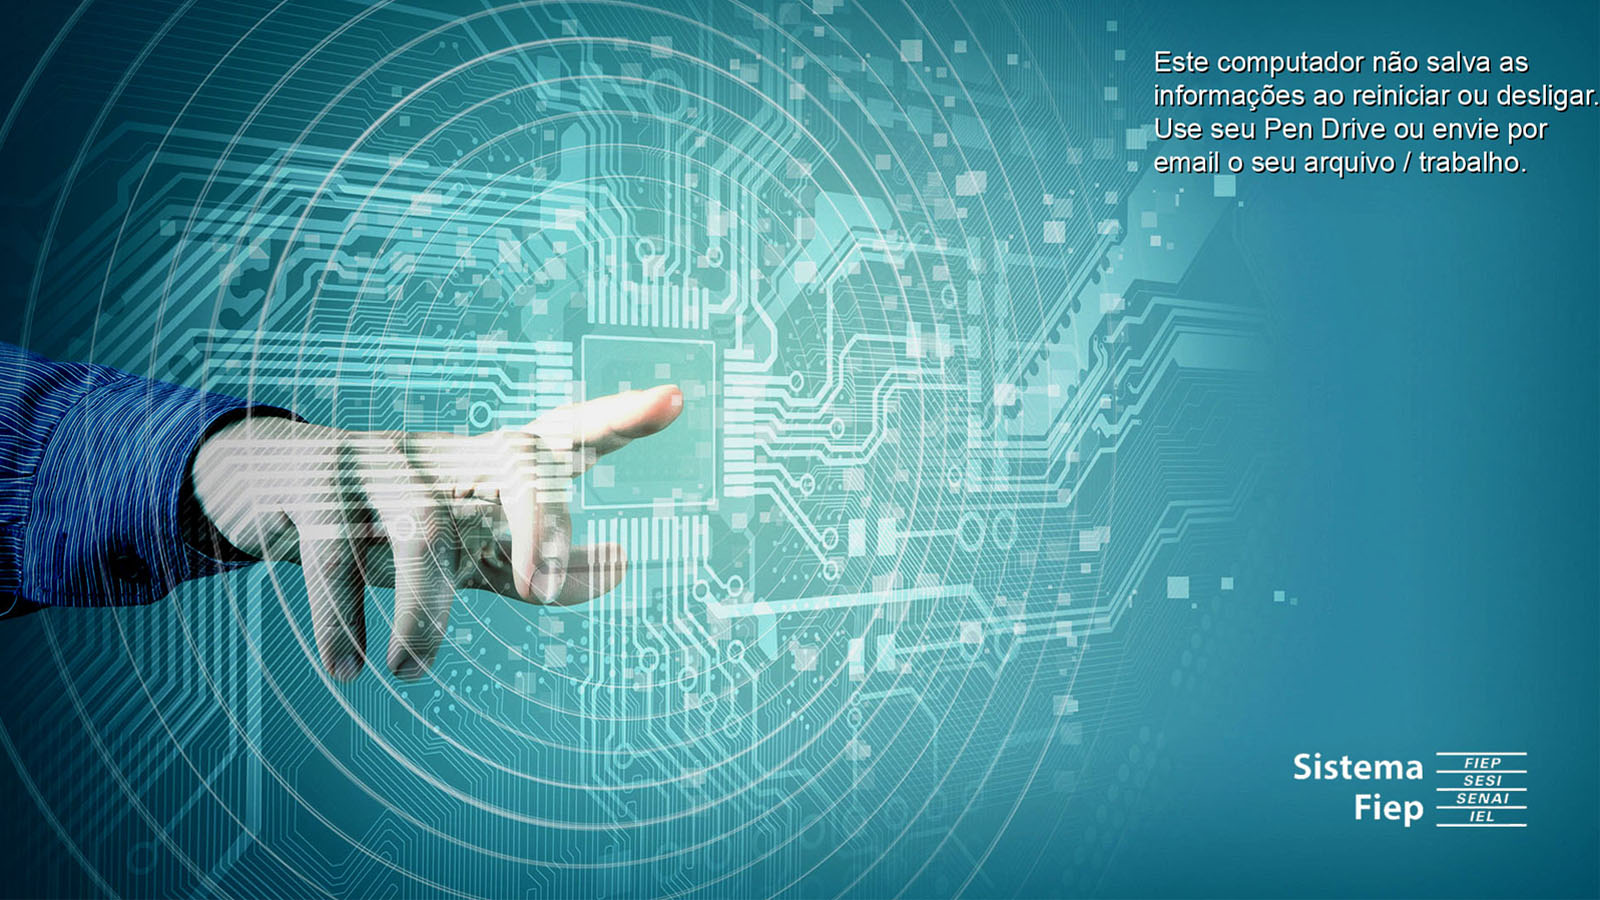 Este computador não salva as
informações ao reiniciar ou desligar.
Use seu Pen Drive ou envie por
email o seu arquivo / trabalho.
Sistema
Fiep
FIEP
SESI
SENAI
IEL